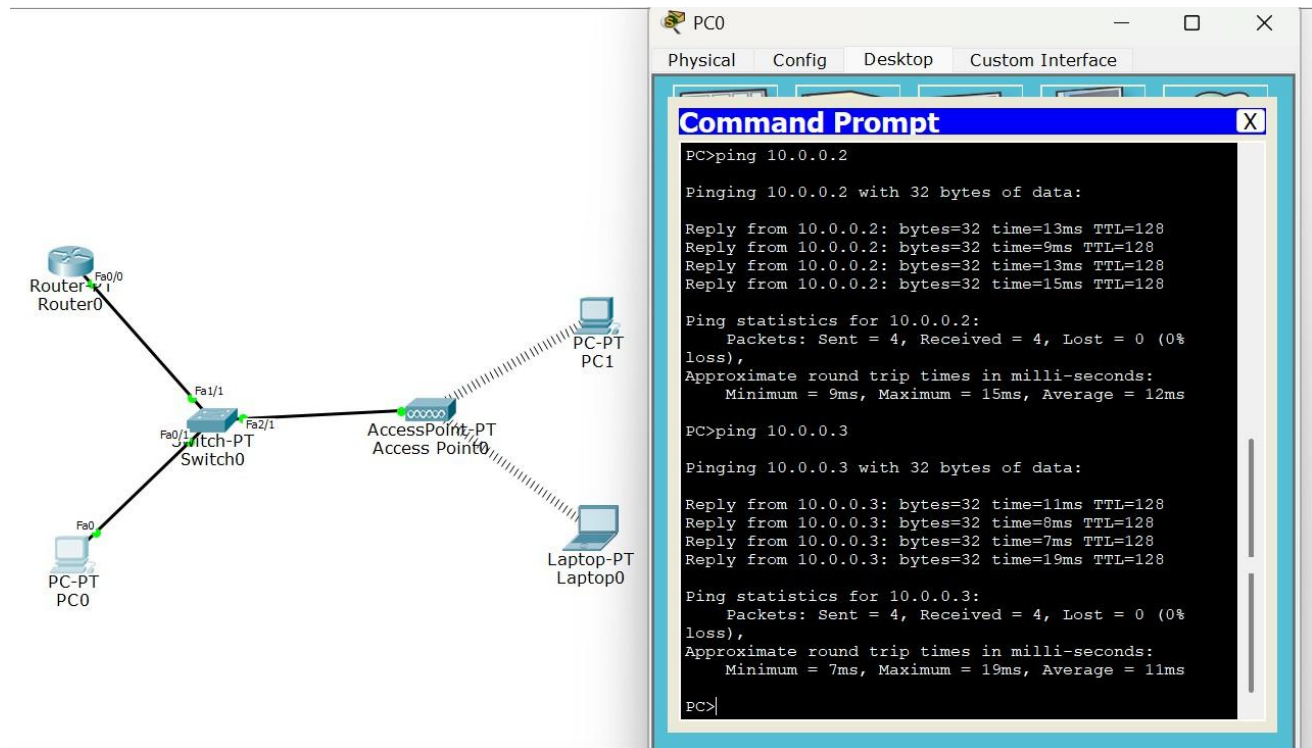 Fa0/0
Router-PT
Router0
Fa1/1
Fa2/1
Fa0/1
Switch-PT
Switch0
AccessPoint-PT
Access Point0
PC-PT
PC1
Laptop-PT
Laptop0
Fa0
PC-PT
PC0
PC0
Physical Config Desktop Custom Interface
Command Prompt X
PC>ping 10.0.0.2
Pinging 10.0.0.2 with 32 bytes of data:
Reply from 10.0.0.2: bytes=32 time=13ms TTL=128
Reply from 10.0.0.2: bytes=32 time=9ms TTL=128
Reply from 10.0.0.2: bytes=32 time=13ms TTL=128
Reply from 10.0.0.2: bytes=32 time=15ms TTL=128
Ping statistics for 10.0.0.2:
Packets: Sent = 4, Received = 4, Lost = 0 (0%
loss),
Approximate round trip times in milli-seconds:
Minimum = 9ms, Maximum = 15ms, Average = 12ms
PC>ping 10.0.0.3
Pinging 10.0.0.3 with 32 bytes of data:
Reply from 10.0.0.3: bytes=32 time=11ms TTL=128
Reply from 10.0.0.3: bytes=32 time=8ms TTL=128
Reply from 10.0.0.3: bytes=32 time=7ms TTL=128
Reply from 10.0.0.3: bytes=32 time=19ms TTL=128
Ping statistics for 10.0.0.3:
Packets: Sent = 4, Received = 4, Lost = 0 (0%
loss),
Approximate round trip times in milli-seconds:
Minimum = 7ms, Maximum = 19ms, Average = 11ms
PC>